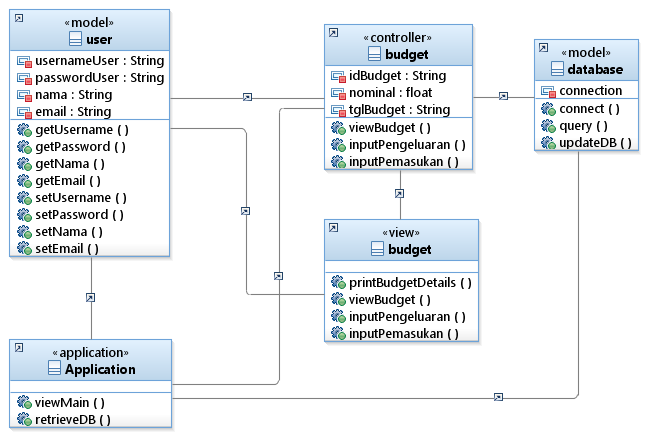 «model»
user
usernameUser : String
passwordUser : String
nama : String
email : String
getUsername ( )
getPassword ( )
getNama ( )
getEmail ( )
setUsername ( )
setPassword ( )
setNama ( )
setEmail ( )
«controller»
budget
idBudget : String
nominal : float
tglBudget : String
viewBudget ( )
inputPengeluaran ( )
inputPemasukan ( )
«model»
database
connection
connect ( )
query ( )
updateDB ( )
«view»
budget
printBudgetDetails ( )
viewBudget ( )
inputPengeluaran ( )
inputPemasukan ( )
«application»
Application
viewMain ( )
retrieveDB ( )